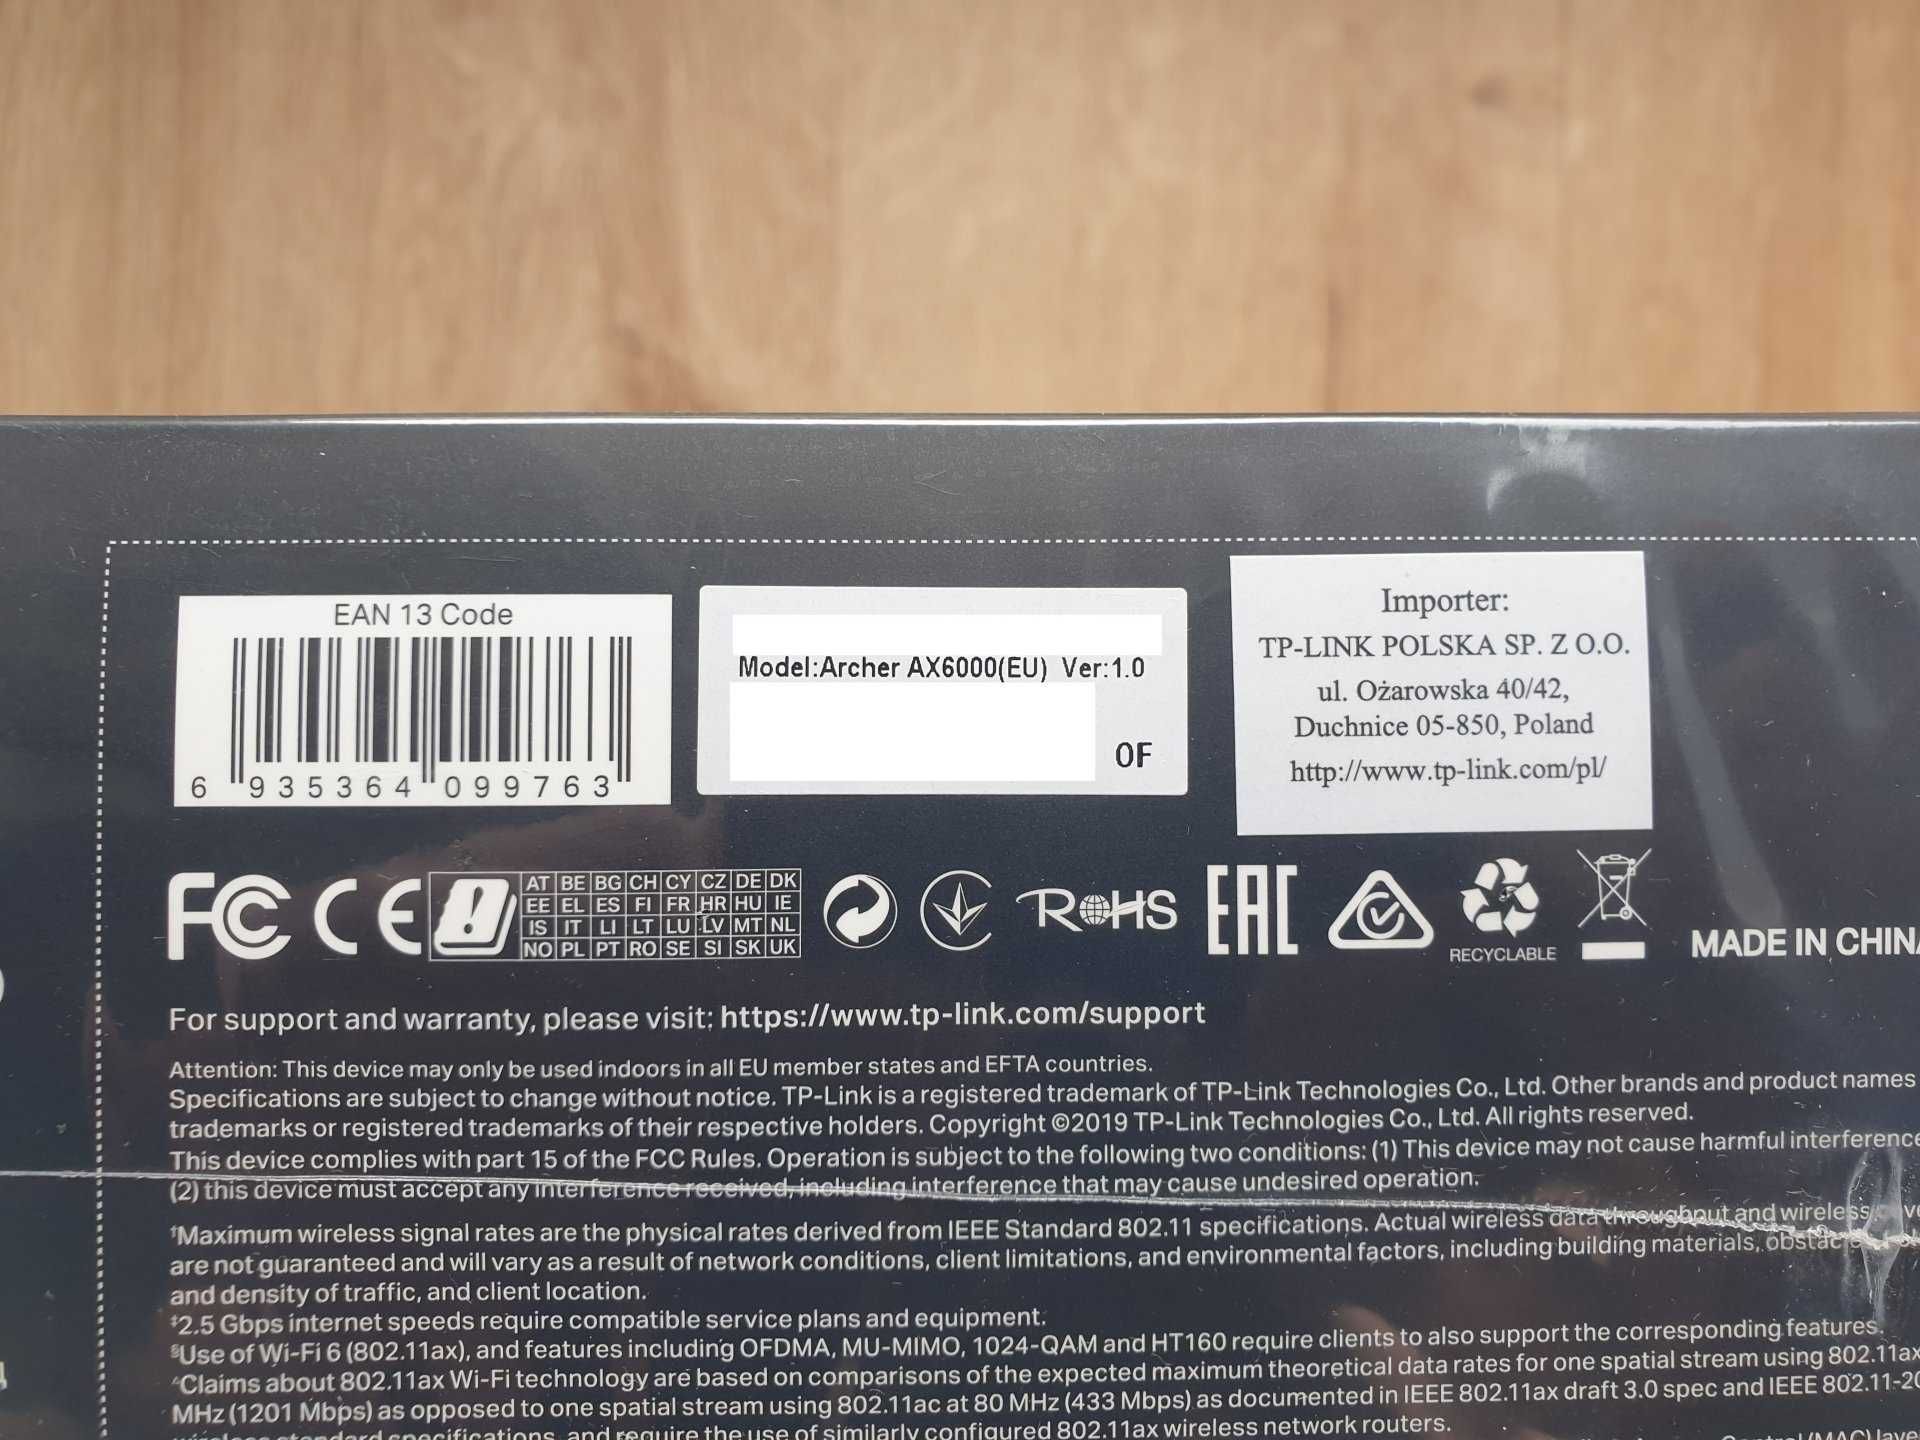 EAN 13 Code
6 935364 099763
Model:Archer AX6000(EU) Ver:1.0
0F
Importer:
TP-LINK POLSKA SP. Z O.O.
ul. Ożarowska 40/42,
Duchnice 05-850, Poland
http://www.tp-link.com/pl/
FC CE
AT BE BG CH CY CZ DE DK
EE EL ES FI FR HR HU IE
IS IT LI LT LU LV MT NL
NO PL PT RO SE SI SK UK
RoHS
EAC
RECYCLABLE
MADE IN CHINA
For support and warranty, please visit: https://www.tp-link.com/support
Attention: This device may only be used indoors in all EU member states and EFTA countries.
Specifications are subject to change without notice. TP-Link is a registered trademark of TP-Link Technologies Co., Ltd. Other brands and product names
trademarks or registered trademarks of their respective holders. Copyright ©2019 TP-Link Technologies Co., Ltd. All rights reserved.
This device complies with part 15 of the FCC Rules. Operation is subject to the following two conditions: (1) This device may not cause harmful interference
(2) this device must accept any interference received, including interference that may cause undesired operation.
†Maximum wireless signal rates are the physical rates derived from IEEE Standard 802.11 specifications. Actual wireless data throughput and wireless
are not guaranteed and will vary as a result of network conditions, client limitations, and environmental factors, including building materials,
and density of traffic, and client location.
‡2.5 Gbps internet speeds require compatible service plans and equipment.
§Use of Wi-Fi 6 (802.11ax), and features including OFDMA, MU-MIMO, 1024-QAM and HT160 require clients to also support the corresponding features.
Claims about 802.11ax Wi-Fi technology are based on comparisons of the expected maximum theoretical data rates for one spatial stream using 802.11ax
MHz (1201 Mbps) as opposed to one spatial stream using 802.11ac at 80 MHz (433 Mbps) as documented in IEEE 802.11ax draft 3.0 spec and IEEE 802.11-20
wireless standard specifications, and require the use of similarly configured 802.11ax wireless network routers.
Control (MAC) laye